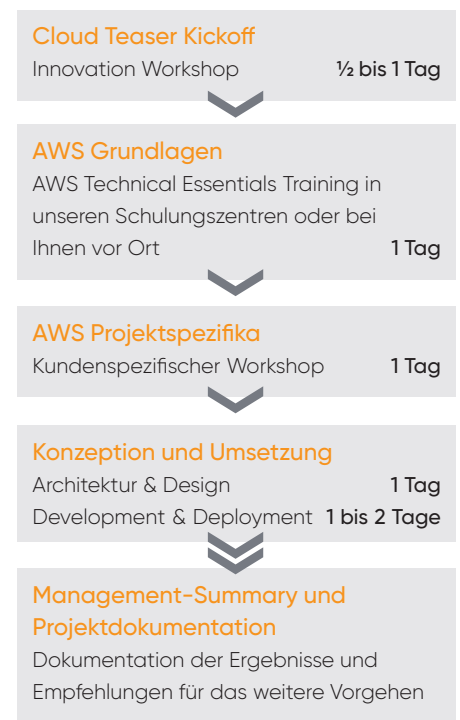 Cloud Teaser Kickoff
Innovation Workshop ½ bis 1 Tag
AWS Grundlagen
AWS Technical Essentials Training in
unseren Schulungszentren oder bei
Ihnen vor Ort 1 Tag
AWS Projektspezifika
Kundenspezifischer Workshop 1 Tag
Konzeption und Umsetzung
Architektur & Design 1 Tag
Development & Deployment 1 bis 2 Tage
Management-Summary und
Projektdokumentation
Dokumentation der Ergebnisse und
Empfehlungen für das weitere Vorgehen